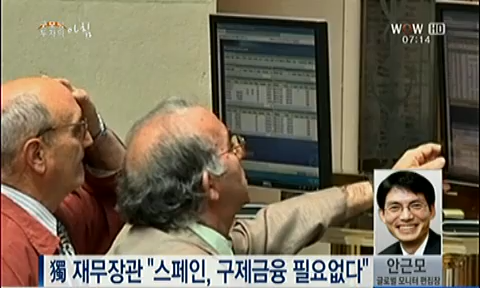 투자의 아침
WOW HD
07:14
獨 재무장관 "스페인, 구제금융 필요없다"
안근모
글로벌 모니터 편집장